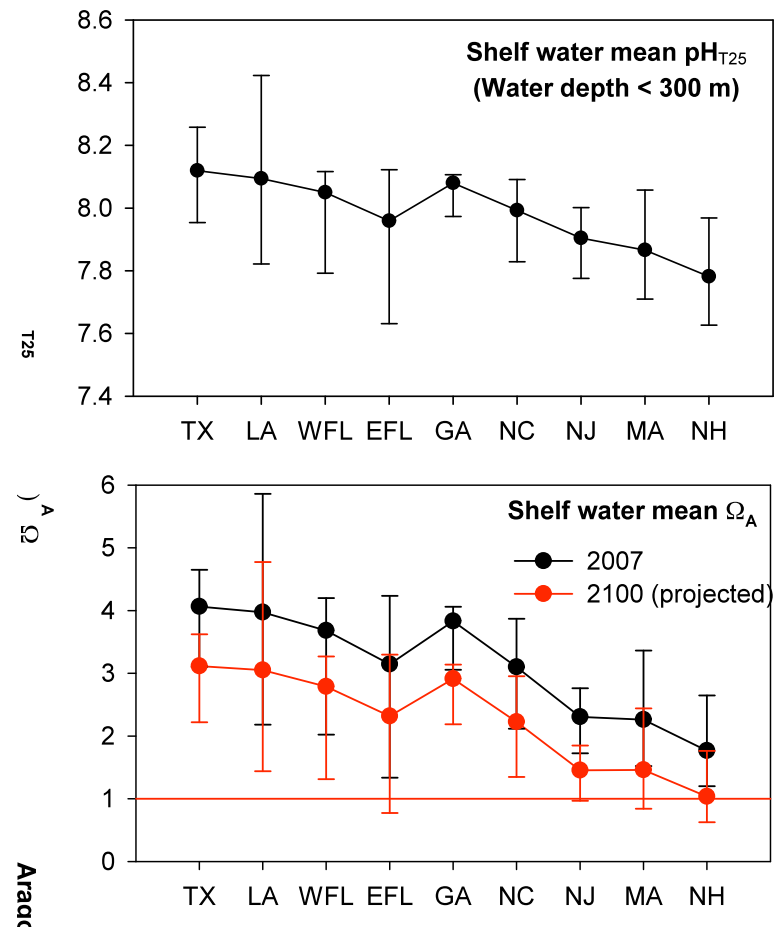 Shelf water mean pHT25
(Water depth < 300 m)
8.6
8.4
8.2
8.0
7.8
7.6
7.4
T25
TX LA WFL EFL GA NC NJ MA NH
Shelf water mean ΩA
2007
2100 (projected)
6
5
4
3
2
1
0
ΩA)
TX LA WFL EFL GA NC NJ MA NH